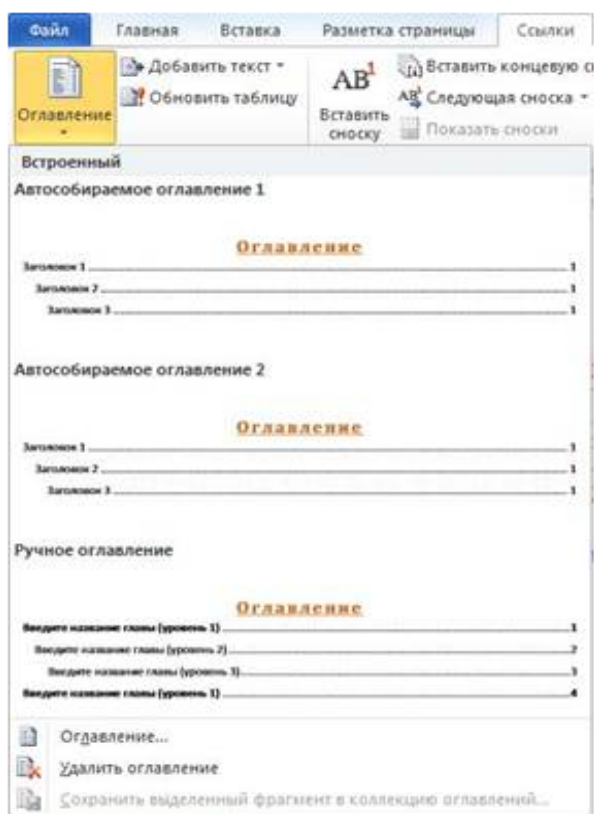 Файл Главная Вставка Разметка страницы Ссылки
Оглавление
Добавить текст
Обновить таблицу
AB1
Вставить сноску
Вставить концевую
AB Следующая сноска
Показать сноски
Встроенный
Автособираемое оглавление 1
Оглавление
Заголовок 1 1
Заголовок 2 1
Заголовок 3 1
Автособираемое оглавление 2
Оглавление
Заголовок 1 1
Заголовок 2 1
Заголовок 3 1
Ручное оглавление
Оглавление
Введите название главы (уровень 1) 1
Введите название главы (уровень 2) 2
Введите название главы (уровень 3) 3
Введите название главы (уровень 1) 4
Оглавление...
Удалить оглавление
Сохранить выделенный фрагмент в коллекцию оглавлений...